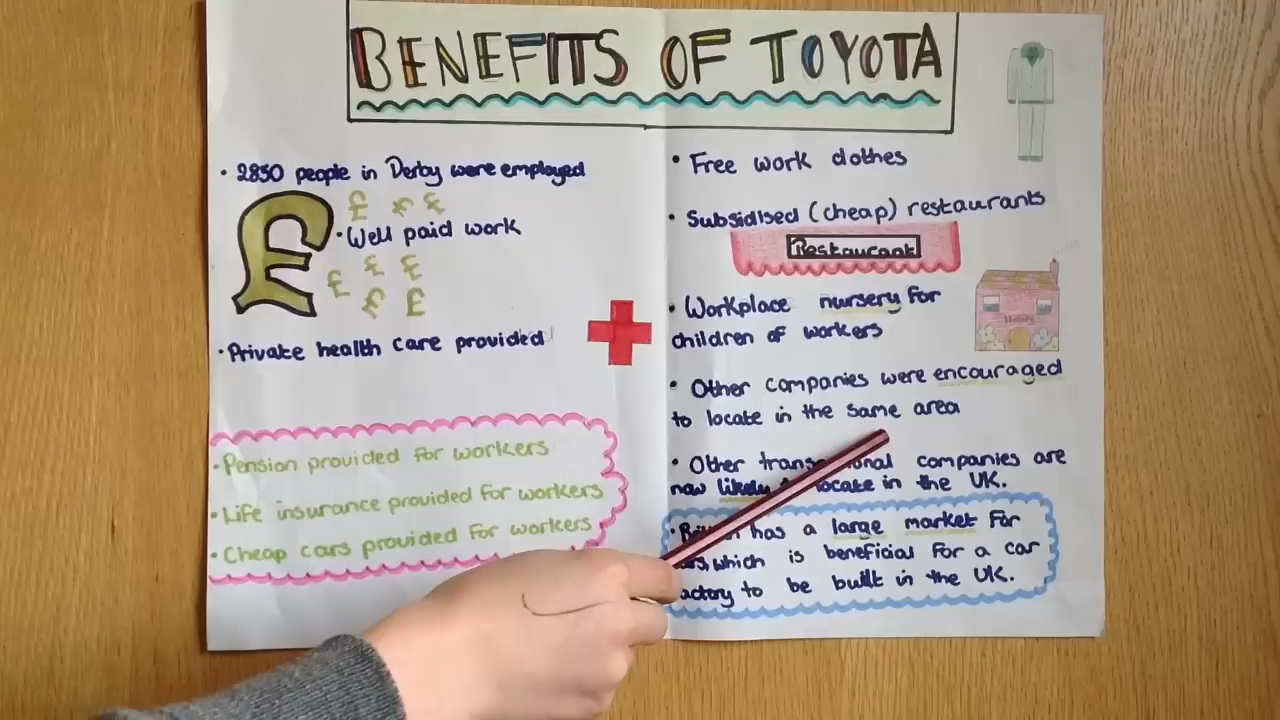 BENEFITS OF TOYOTA
• 2850 people in Derby were employed
£
£ £ £
• Well paid work
£ £
£
£ £
• Private health care provided
• Pension provided for workers
• Life insurance provided for workers
• Cheap cars provided for workers
• Free work clothes
• Subsidised (cheap) restaurants
Restaurant
• Workplace nursery for
children of workers
• Other companies were encouraged
to locate in the same area
• Other companies are
now likely locate in the UK.
• has a large market for
which is beneficial for a car
to be built in the UK.